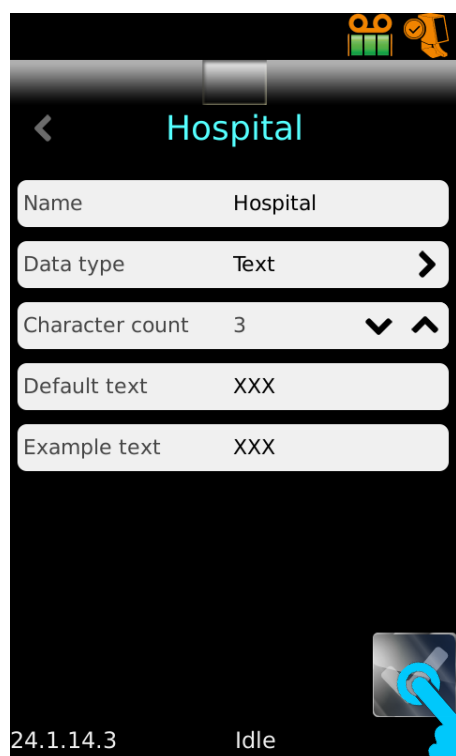 Hospital
Name Hospital
Data type Text
Character count 3
Default text XXX
Example text XXX
24.1.14.3 Idle